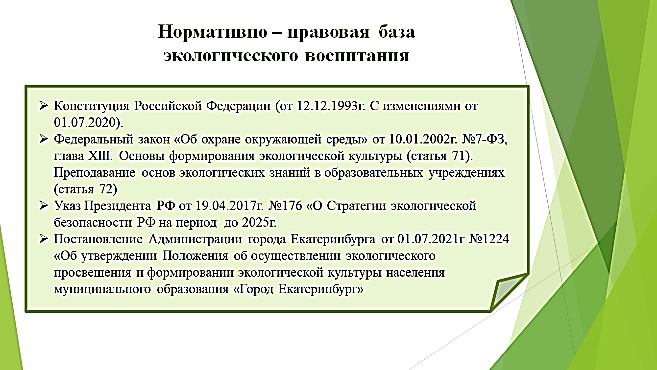 Нормативно – правовая база
экологического воспитания
➢ Конституция Российской Федерации (от 12.12.1993г. С изменениями от
01.07.2020).
➢ Федеральный закон «Об охране окружающей среды» от 10.01.2002г. №7-ФЗ,
глава XIII. Основы формирования экологической культуры (статья 71).
Преподавание основ экологических знаний в образовательных учреждениях
(статья 72)
➢ Указ Президента РФ от 19.04.2017г. №176 «О Стратегии экологической
безопасности РФ на период до 2025г.
➢ Постановление Администрации города Екатеринбурга от 01.07.2021г №1224
«Об утверждении Положения об осуществлении экологического
просвещения и формировании экологической культуры населения
муниципального образования «Город Екатеринбург»